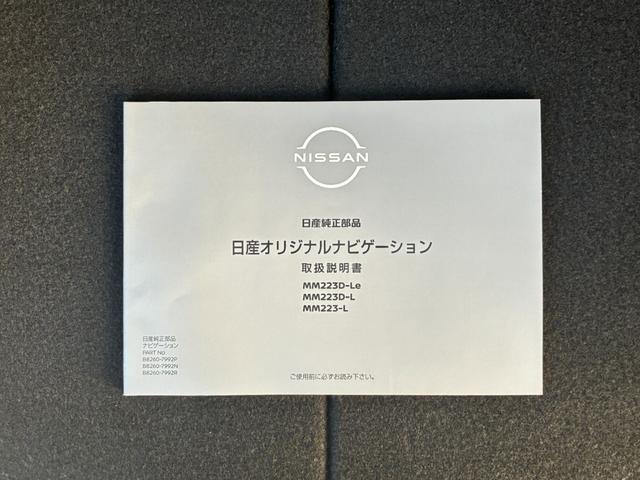 NISSAN
日産純正部品
日産オリジナルナビゲーション
取扱説明書
MM223D-Le
MM223D-L
MM223-L
日産純正部品
ナビゲーション
PART No
B8260-7992P
B8260-7992N
B8260-7992R
ご使用前に必ずお読み下さい。